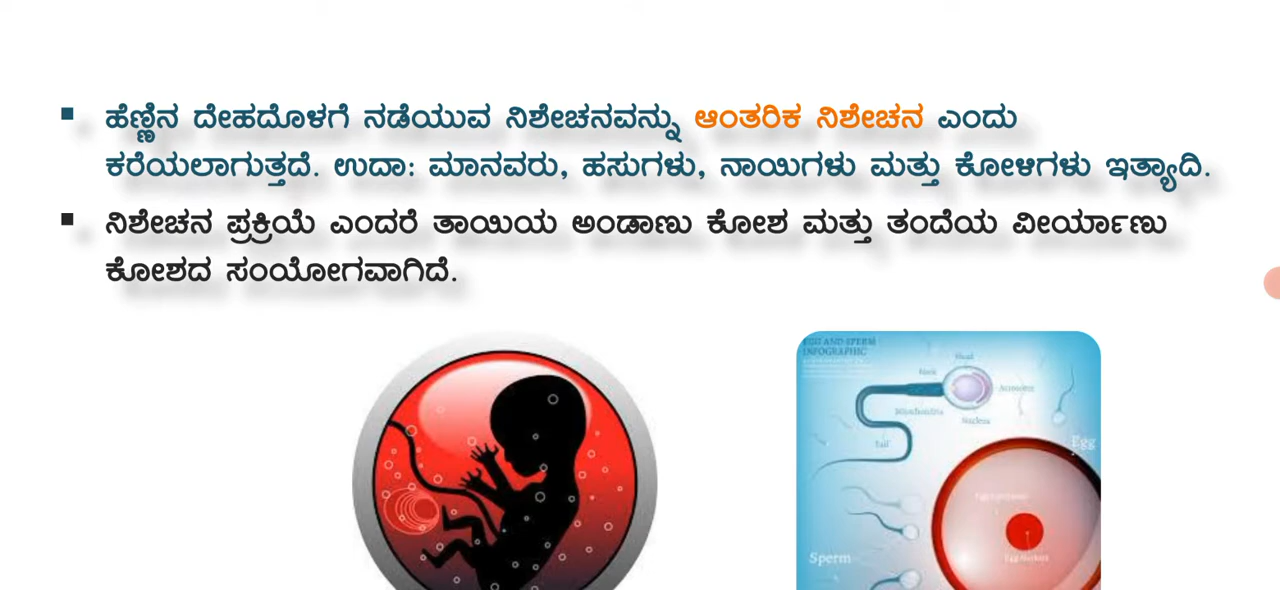 ಹೆಣ್ಣಿನ ದೇಹದೊಳಗೆ ನಡೆಯುವ ನಿಶೇಚನವನ್ನು ಆಂತರಿಕ ನಿಶೇಚನ ಎಂದು
ಕರೆಯಲಾಗುತ್ತದೆ. ಉದಾ: ಮಾನವರು, ಹಸುಗಳು, ನಾಯಿಗಳು ಮತ್ತು ಕೋಳಿಗಳು ಇತ್ಯಾದಿ.
ನಿಶೇಚನ ಪ್ರಕ್ರಿಯೆ ಎಂದರೆ ತಾಯಿಯ ಅಂಡಾಣು ಕೋಶ ಮತ್ತು ತಂದೆಯ ವೀರ್ಯಾಣು
ಕೋಶದ ಸಂಯೋಗವಾಗಿದೆ.
EGG AND SPERM
INFOGRAPHIC
Head
Neck
Acrosome
Mitochondria
Nucleus
Tail
Egg
Sperm